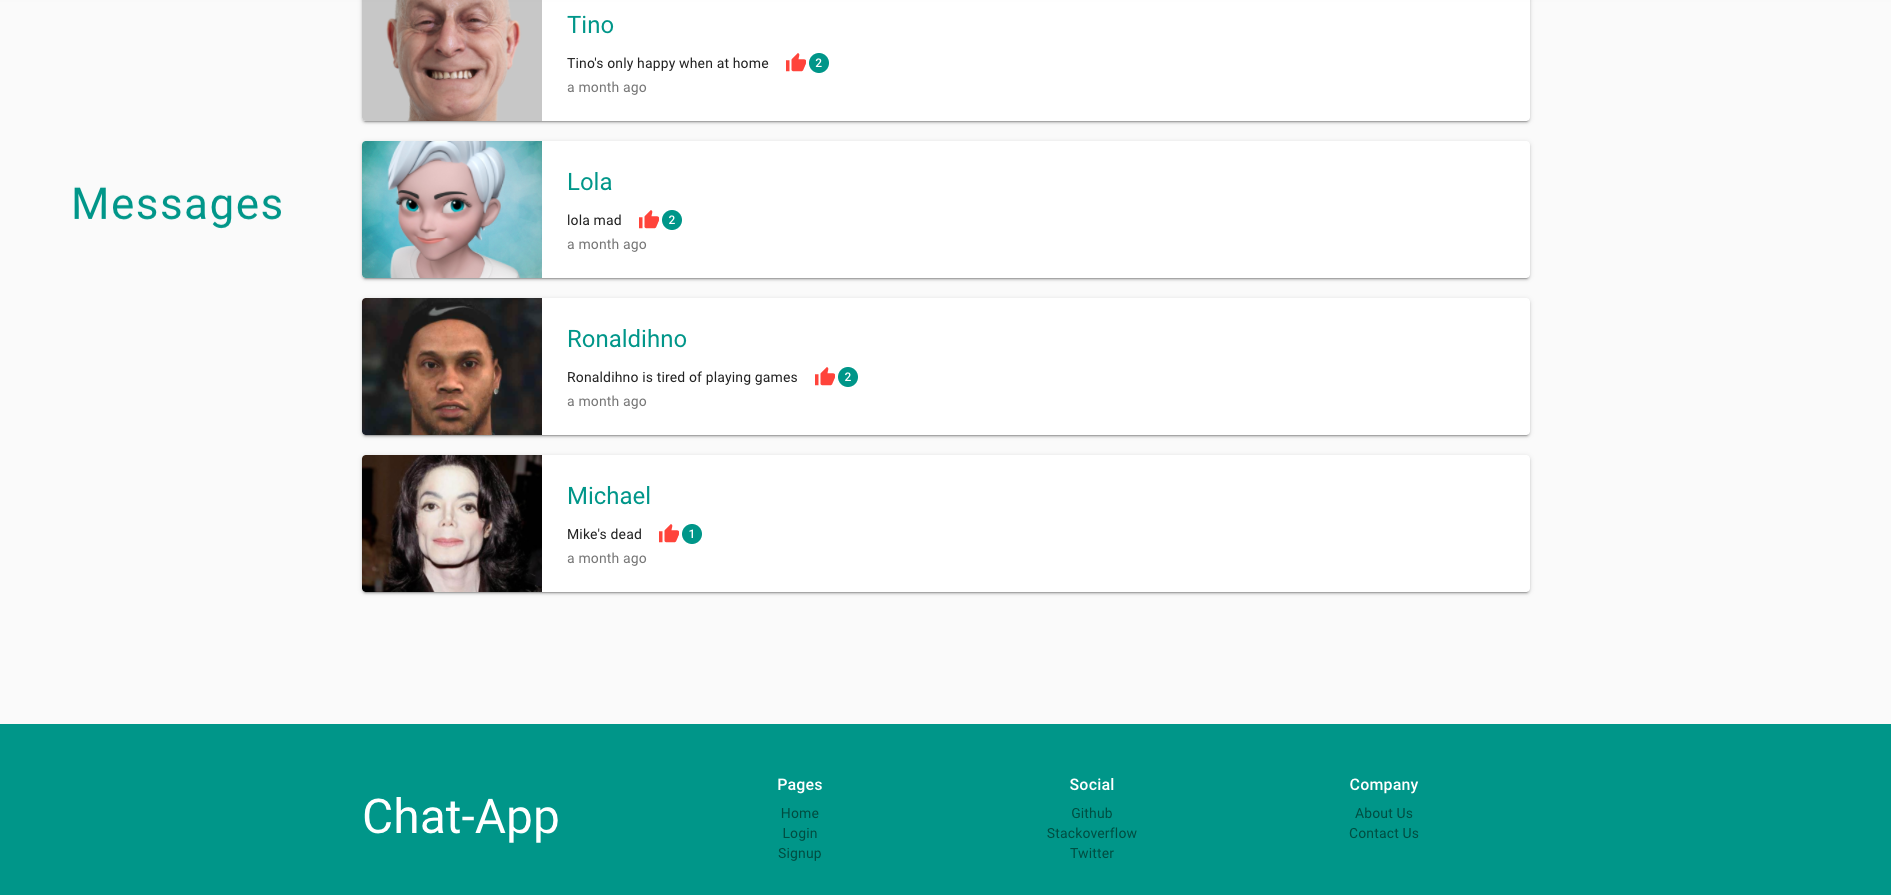 Tino
Tino's only happy when at home 2
a month ago
Messages
Lola
lola mad 2
a month ago
Ronaldihno
Ronaldihno is tired of playing games 2
a month ago
Michael
Mike's dead 1
a month ago
Chat-App
Pages
Home
Login
Signup
Social
Github
Stackoverflow
Twitter
Company
About Us
Contact Us